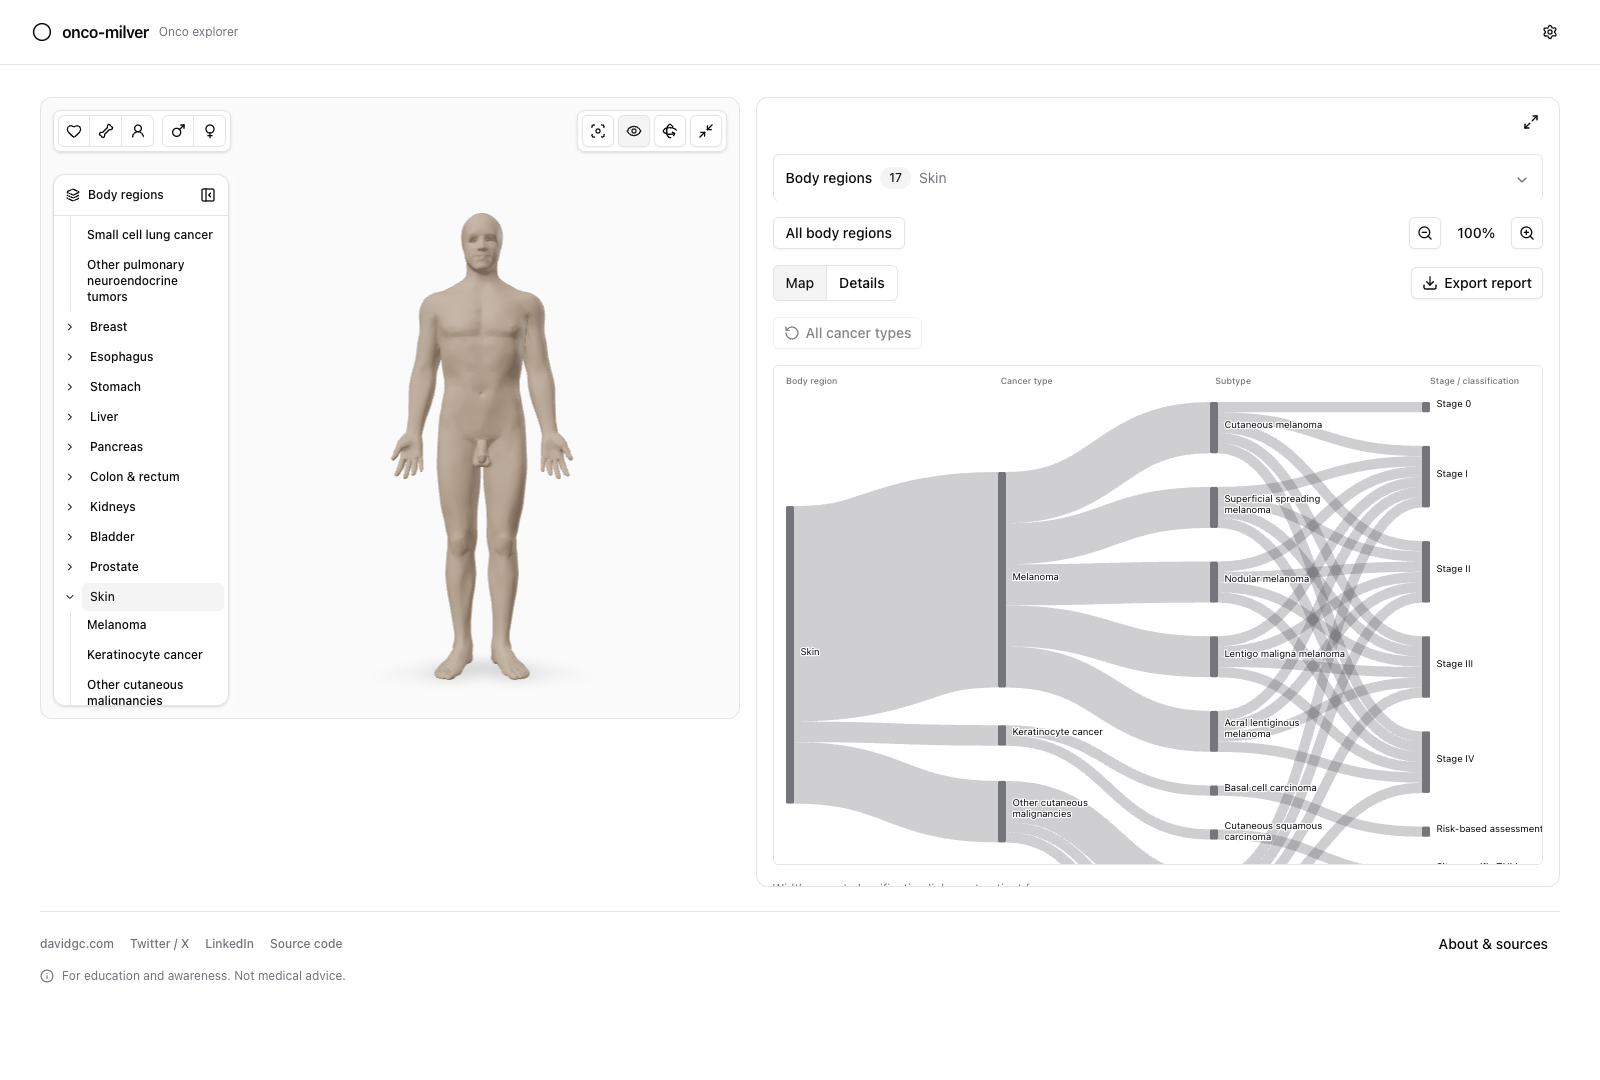 onco-milver Onco explorer
Body regions
Small cell lung cancer
Other pulmonary
neuroendocrine
tumors
Breast
Esophagus
Stomach
Liver
Pancreas
Colon & rectum
Kidneys
Bladder
Prostate
Skin
Melanoma
Keratinocyte cancer
Other cutaneous
malignancies
Body regions 17 Skin
All body regions
100%
Map Details
Export report
All cancer types
Body region Cancer type Subtype Stage / classification
Skin
Melanoma
Keratinocyte cancer
Other cutaneous
malignancies
Cutaneous melanoma
Superficial spreading
melanoma
Nodular melanoma
Lentigo maligna melanoma
Acral lentiginous
melanoma
Basal cell carcinoma
Cutaneous squamous
carcinoma
Stage 0
Stage I
Stage II
Stage III
Stage IV
Risk-based assessment
davidgc.com Twitter / X LinkedIn Source code
About & sources
For education and awareness. Not medical advice.